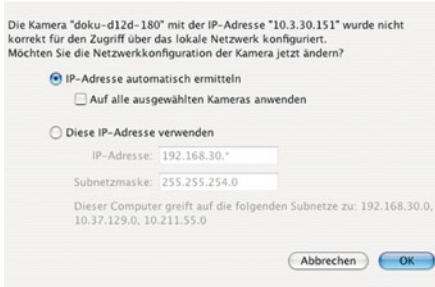 Die Kamera "doku-d12d-180" mit der IP-Adresse "10.3.30.151" wurde nicht
korrekt für den Zugriff über das lokale Netzwerk konfiguriert.
Möchten Sie die Netzwerkkonfiguration der Kamera jetzt ändern?
IP-Adresse automatisch ermitteln
Auf alle ausgewählten Kameras anwenden
Diese IP-Adresse verwenden
IP-Adresse: 192.168.30.*
Subnetzmaske: 255.255.254.0
Dieser Computer greift auf die folgenden Subnetze zu: 192.168.30.0,
10.37.129.0, 10.211.55.0
Abbrechen OK